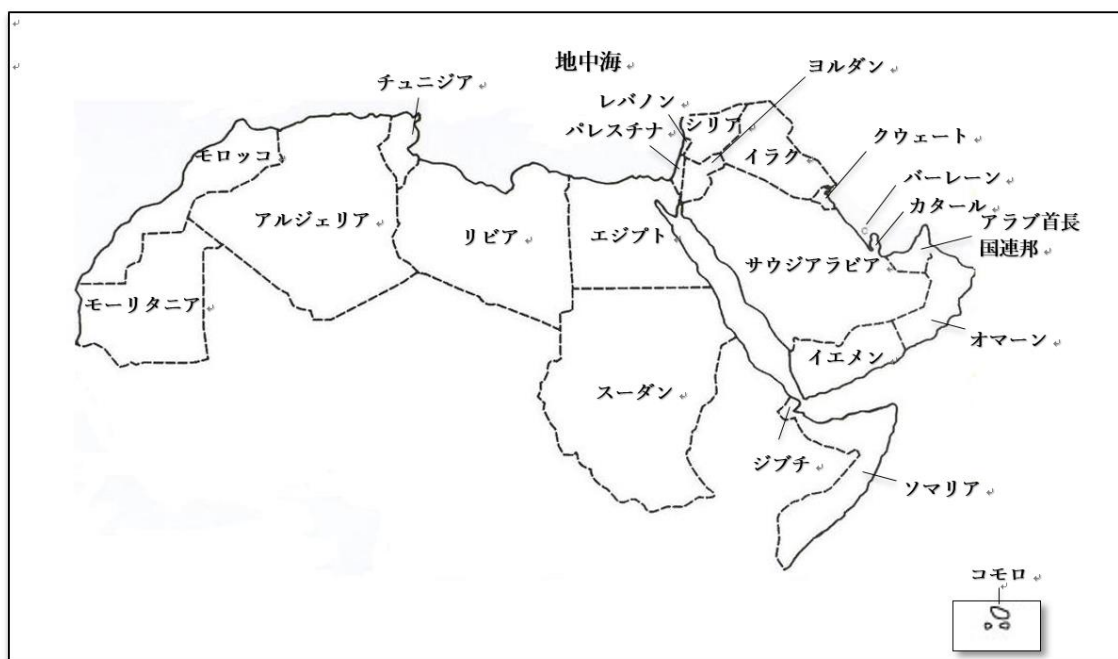 地中海
ヨルダン
チュニジア
レバノン
パレスチナ
シリア
イラク
クウェート
モロッコ
バーレーン
カタール
アラブ首長
国連邦
アルジェリア
リビア
エジプト
サウジアラビア
モーリタニア
オマーン
イエメン
スーダン
ジブチ
ソマリア
コモロ